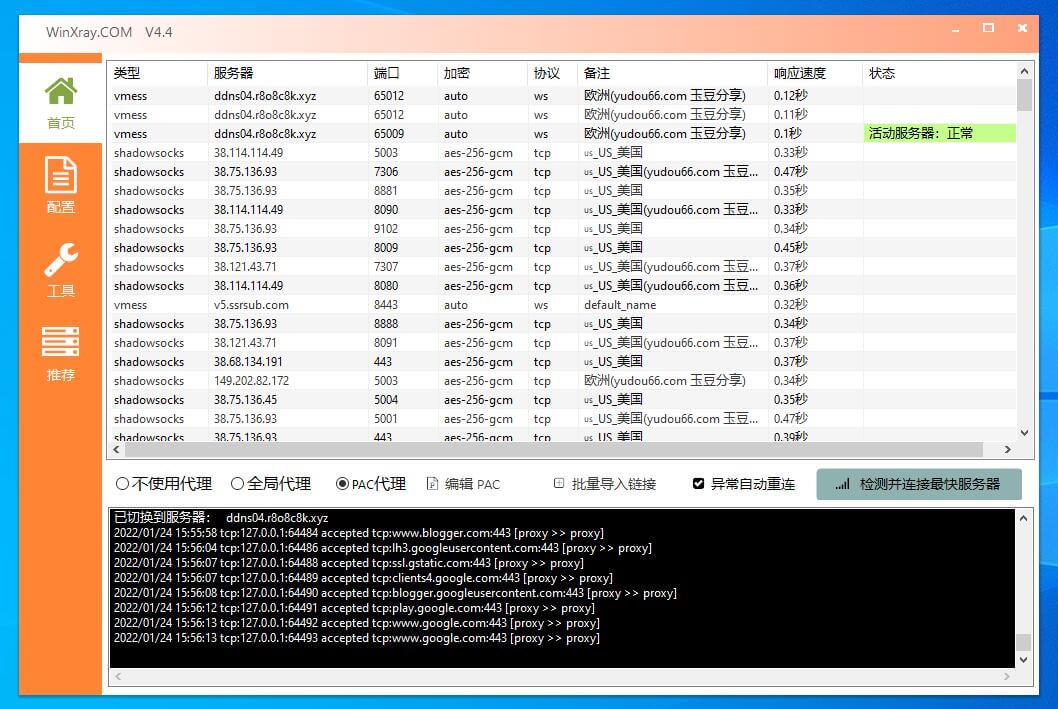 WinXray.COM V4.4
首页
配置
工具
推荐
类型 服务器 端口 加密 协议 备注 响应速度 状态
vmess ddns04.r8o8c8k.xyz 65012 auto ws 欧洲(yudou66.com 玉豆分享) 0.12秒
vmess ddns04.r8o8c8k.xyz 65012 auto ws 欧洲(yudou66.com 玉豆分享) 0.11秒
vmess ddns04.r8o8c8k.xyz 65009 auto ws 欧洲(yudou66.com 玉豆分享) 0.1秒 活动服务器：正常
shadowsocks 38.114.114.49 5003 aes-256-gcm tcp us_US_美国 0.33秒
shadowsocks 38.75.136.93 7306 aes-256-gcm tcp us_US_美国(yudou66.com 玉豆... 0.47秒
shadowsocks 38.75.136.93 8881 aes-256-gcm tcp us_US_美国 0.35秒
shadowsocks 38.114.114.49 8090 aes-256-gcm tcp us_US_美国(yudou66.com 玉豆... 0.33秒
shadowsocks 38.75.136.93 9102 aes-256-gcm tcp us_US_美国 0.34秒
shadowsocks 38.75.136.93 8009 aes-256-gcm tcp us_US_美国 0.45秒
shadowsocks 38.121.43.71 7307 aes-256-gcm tcp us_US_美国(yudou66.com 玉豆... 0.37秒
shadowsocks 38.114.114.49 8080 aes-256-gcm tcp us_US_美国(yudou66.com 玉豆... 0.36秒
vmess v5.ssrsub.com 8443 auto ws default_name 0.32秒
shadowsocks 38.75.136.93 8888 aes-256-gcm tcp us_US_美国 0.34秒
shadowsocks 38.121.43.71 8091 aes-256-gcm tcp us_US_美国(yudou66.com 玉豆... 0.37秒
shadowsocks 38.68.134.191 443 aes-256-gcm tcp us_US_美国 0.37秒
shadowsocks 149.202.82.172 5003 aes-256-gcm tcp 欧洲(yudou66.com 玉豆分享) 0.34秒
shadowsocks 38.75.136.45 5004 aes-256-gcm tcp us_US_美国 0.35秒
shadowsocks 38.75.136.93 5001 aes-256-gcm tcp us_US_美国(yudou66.com 玉豆... 0.47秒
shadowsocks 38.75.136.93 443 aes-256-gcm tcp us_US_美国 0.39秒
不使用代理 全局代理 PAC代理 编辑 PAC 批量导入链接 异常自动重连 检测并连接最快服务器
已切换到服务器： ddns04.r8o8c8k.xyz
2022/01/24 15:55:58 tcp:127.0.0.1:64484 accepted tcp:www.blogger.com:443 [proxy >> proxy]
2022/01/24 15:56:04 tcp:127.0.0.1:64486 accepted tcp:lh3.googleusercontent.com:443 [proxy >> proxy]
2022/01/24 15:56:07 tcp:127.0.0.1:64488 accepted tcp:ssl.gstatic.com:443 [proxy >> proxy]
2022/01/24 15:56:07 tcp:127.0.0.1:64489 accepted tcp:clients4.google.com:443 [proxy >> proxy]
2022/01/24 15:56:08 tcp:127.0.0.1:64490 accepted tcp:blogger.googleusercontent.com:443 [proxy >> proxy]
2022/01/24 15:56:12 tcp:127.0.0.1:64491 accepted tcp:play.google.com:443 [proxy >> proxy]
2022/01/24 15:56:13 tcp:127.0.0.1:64492 accepted tcp:www.google.com:443 [proxy >> proxy]
2022/01/24 15:56:13 tcp:127.0.0.1:64493 accepted tcp:www.google.com:443 [proxy >> proxy]